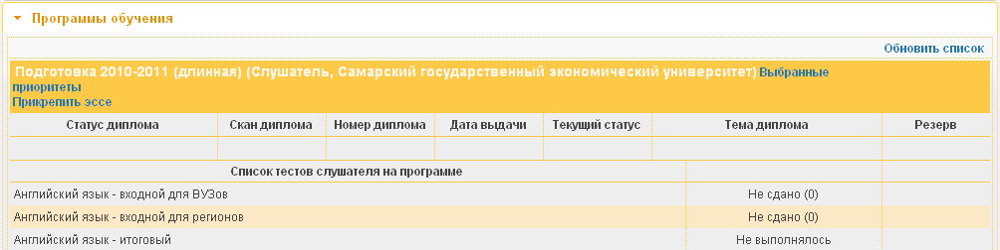 Программы обучения
Обновить список
Подготовка 2010-2011 (длинная) (Слушатель, Самарский государственный экономический университет) Выбранные
приоритеты
Прикрепить эссе
Статус диплома Скан диплома Номер диплома Дата выдачи Текущий статус Тема диплома Резерв
Список тестов слушателя на программе
Английский язык - входной для ВУЗов Не сдано (0)
Английский язык - входной для регионов Не сдано (0)
Английский язык - итоговый Не выполнялось